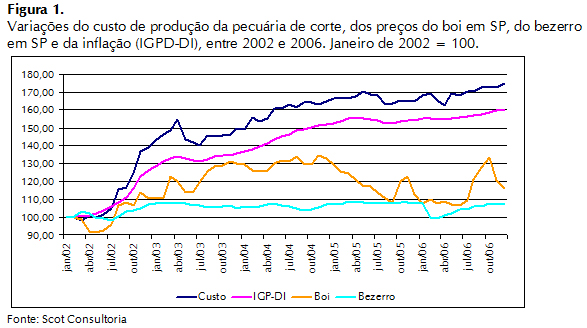 Figura 1.
Variações do custo de produção da pecuária de corte, dos preços do boi em SP, do bezerro
em SP e da inflação (IGPD-DI), entre 2002 e 2006. Janeiro de 2002 = 100.
180,00
170,00
160,00
150,00
140,00
130,00
120,00
110,00
100,00
90,00
jan/02 abr/02 jul/02 out/02 jan/03 abr/03 jul/03 out/03 jan/04 abr/04 jul/04 out/04 jan/05 abr/05 jul/05 out/05 jan/06 abr/06 jul/06 out/06
Custo IGP-DI Boi Bezerro
Fonte: Scot Consultoria